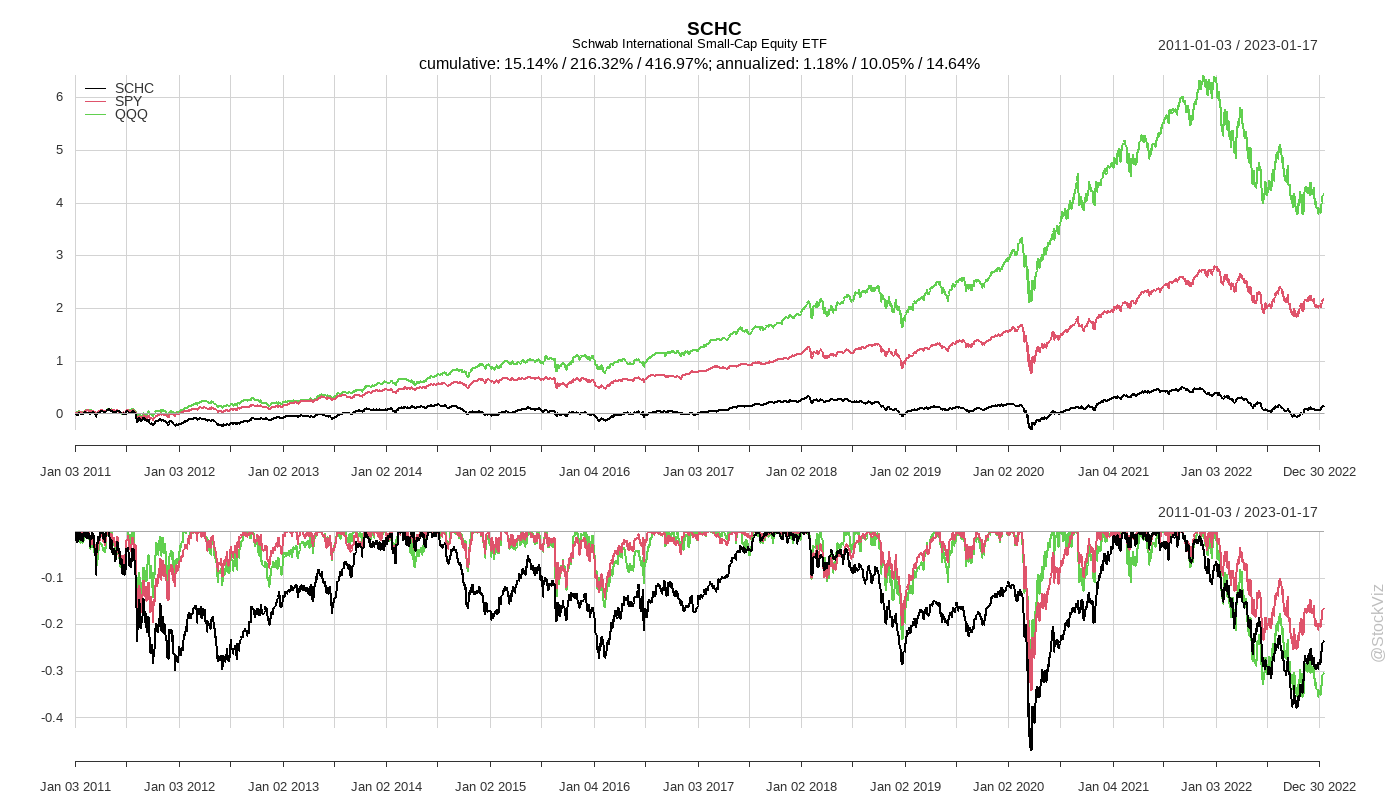 SCHC
Schwab International Small-Cap Equity ETF
2011-01-03 / 2023-01-17
cumulative: 15.14% / 216.32% / 416.97%; annualized: 1.18% / 10.05% / 14.64%
SCHC
SPY
QQQ
6
5
4
3
2
1
0
Jan 03 2011 Jan 03 2012 Jan 02 2013 Jan 02 2014 Jan 02 2015 Jan 04 2016 Jan 03 2017 Jan 02 2018 Jan 02 2019 Jan 02 2020 Jan 04 2021 Jan 03 2022 Dec 30 2022
2011-01-03 / 2023-01-17
-0.1
-0.2
-0.3
-0.4
Jan 03 2011 Jan 03 2012 Jan 02 2013 Jan 02 2014 Jan 02 2015 Jan 04 2016 Jan 03 2017 Jan 02 2018 Jan 02 2019 Jan 02 2020 Jan 04 2021 Jan 03 2022 Dec 30 2022
@StockViz